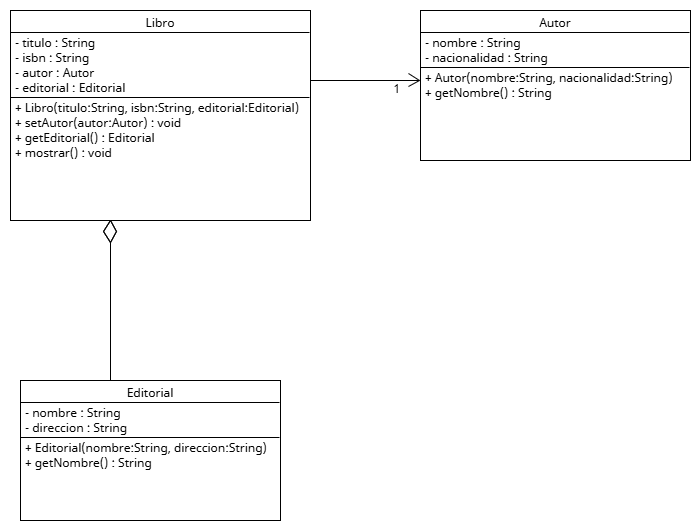 Libro
- titulo : String
- isbn : String
- autor : Autor
- editorial : Editorial
+ Libro(titulo:String, isbn:String, editorial:Editorial)
+ setAutor(autor:Autor) : void
+ getEditorial() : Editorial
+ mostrar() : void
1
Autor
- nombre : String
- nacionalidad : String
+ Autor(nombre:String, nacionalidad:String)
+ getNombre() : String
Editorial
- nombre : String
- direccion : String
+ Editorial(nombre:String, direccion:String)
+ getNombre() : String